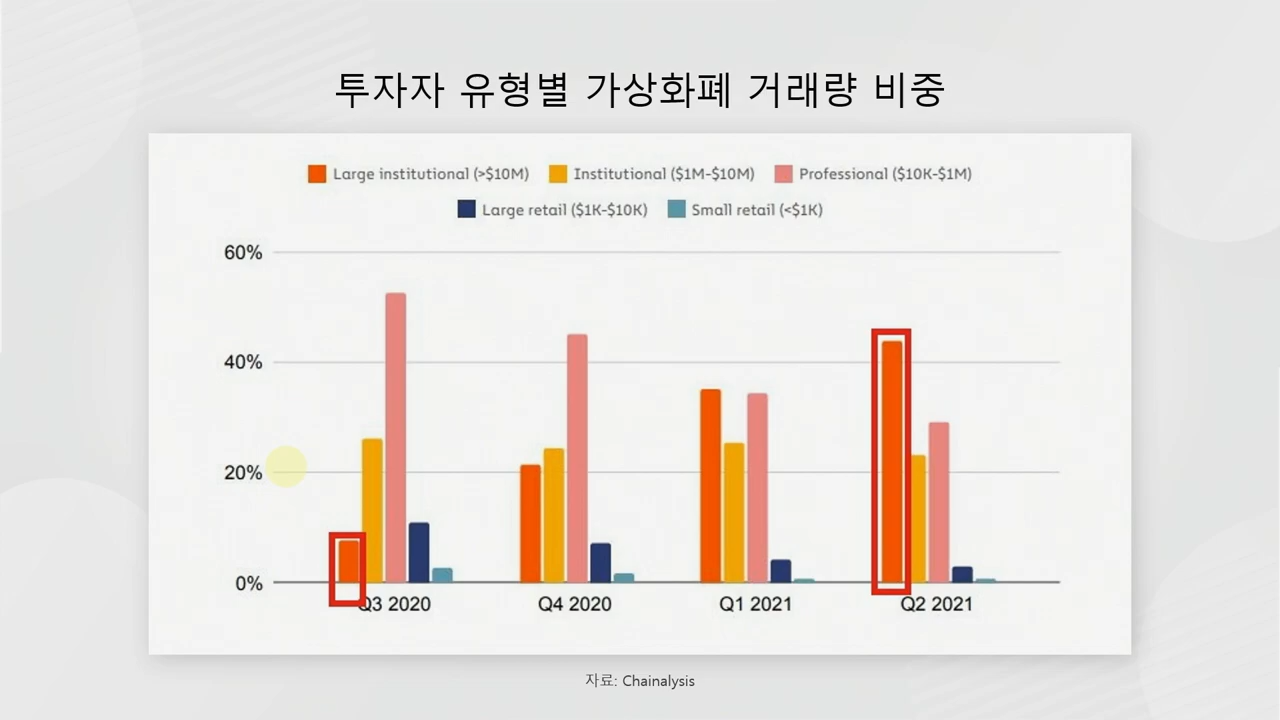 투자자 유형별 가상화폐 거래량 비중
Large institutional (>$10M) Institutional ($1M-$10M) Professional ($10K-$1M)
Large retail ($1K-$10K) Small retail (<$1K)
60%
40%
20%
0%
Q3 2020 Q4 2020 Q1 2021 Q2 2021
자료: Chainalysis